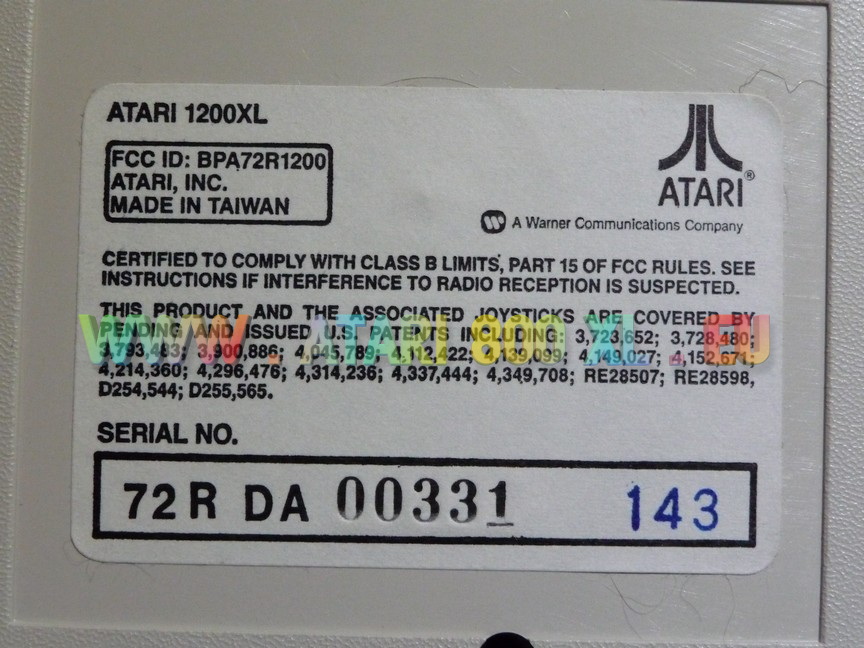 ATARI 1200XL
FCC ID: BPA72R1200
ATARI, INC.
MADE IN TAIWAN
ATARI®
A Warner Communications Company
CERTIFIED TO COMPLY WITH CLASS B LIMITS, PART 15 OF FCC RULES. SEE
INSTRUCTIONS IF INTERFERENCE TO RADIO RECEPTION IS SUSPECTED.
THIS PRODUCT AND THE ASSOCIATED JOYSTICKS ARE COVERED BY
PENDING AND ISSUED U.S. PATENTS INCLUDING: 3,723,652; 3,728,480;
3,793,483; 3,900,886; 4,045,789; 4,112,422; 4,139,099; 4,149,027; 4,152,671;
4,214,360; 4,296,476; 4,314,236; 4,337,444; 4,349,708; RE28507; RE28598,
D254,544; D255,565.
WWW.ATARI800XL.EU
SERIAL NO.
72R DA 00331 143